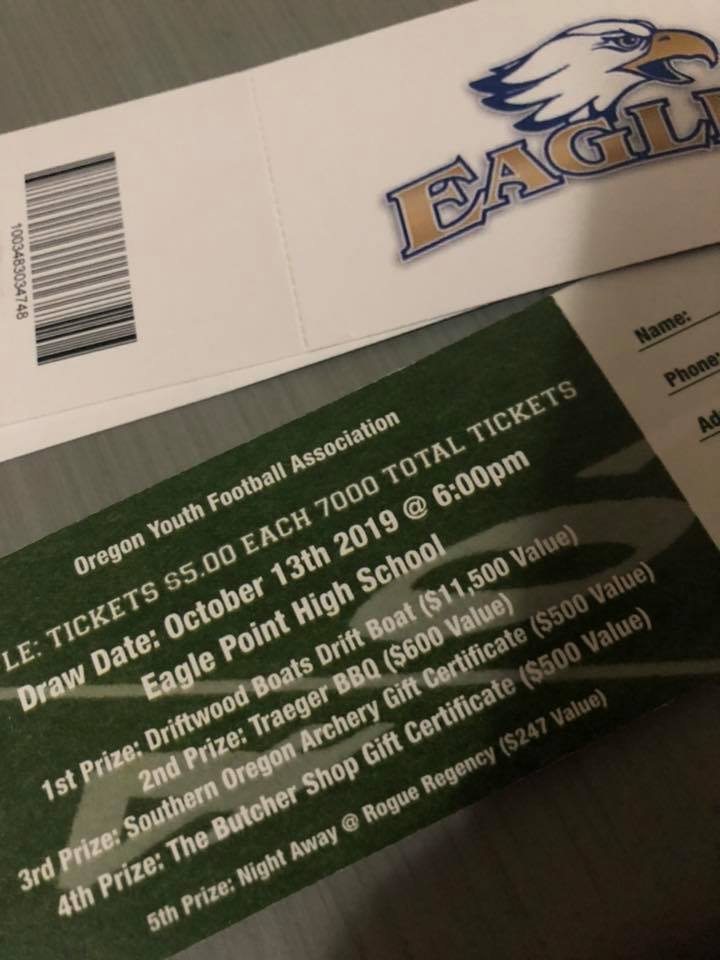 EAGL
1003483034748
Name:
Phone:
Ad
Oregon Youth Football Association
LE: TICKETS $5.00 EACH 7000 TOTAL TICKETS
Draw Date: October 13th 2019 @ 6:00pm
Eagle Point High School
1st Prize: Driftwood Boats Drift Boat ($11,500 Value)
2nd Prize: Traeger BBQ ($600 Value)
3rd Prize: Southern Oregon Archery Gift Certificate ($500 Value)
4th Prize: The Butcher Shop Gift Certificate ($500 Value)
5th Prize: Night Away @ Rogue Regency ($247 Value)